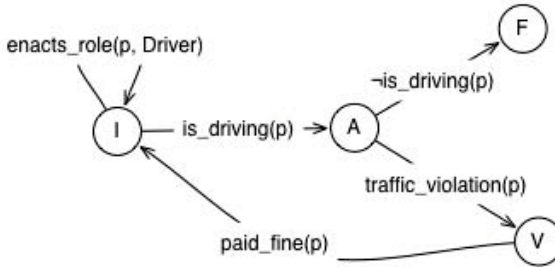 F
enacts_role(p, Driver)
¬is_driving(p)
I
is_driving(p)
A
traffic_violation(p)
paid_fine(p)
V